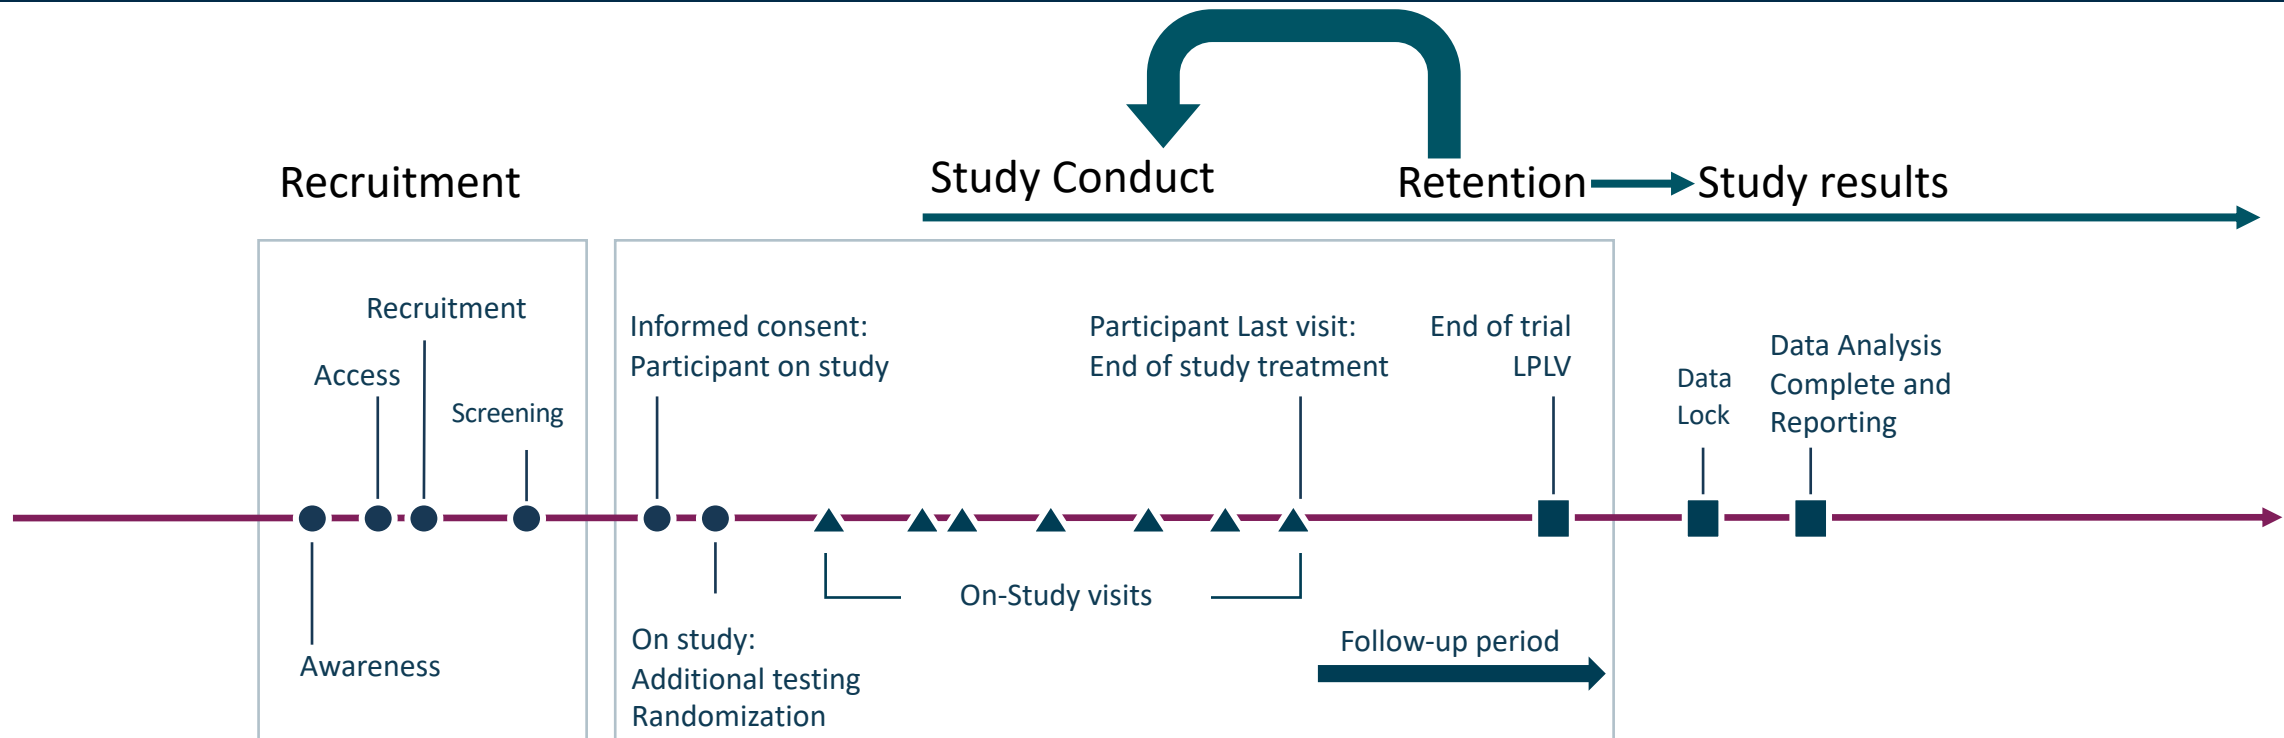 Recruitment
Study Conduct
Retention
Study results
Recruitment
Access
Screening
Awareness
Informed consent:
Participant on study
On study:
Additional testing
Randomization
On-Study visits
Participant Last visit:
End of study treatment
End of trial
LPLV
Follow-up period
Data
Lock
Data Analysis
Complete and
Reporting